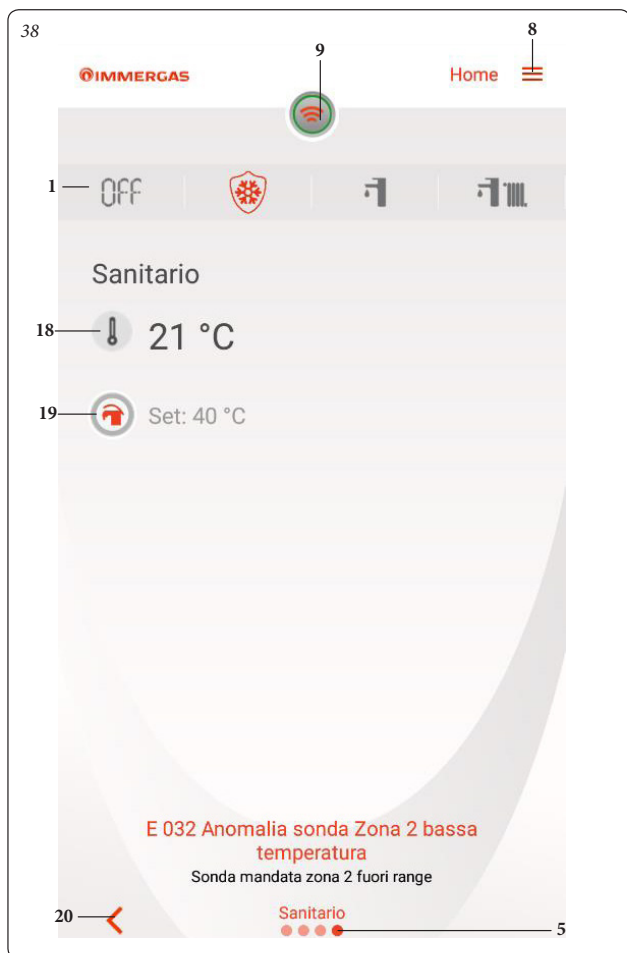 38
8
9
IMMERGAS
Home
1
OFF
Sanitario
18
21 °C
19
Set: 40 °C
E 032 Anomalia sonda Zona 2 bassa
temperatura
Sonda mandata zona 2 fuori range
20
Sanitario
5